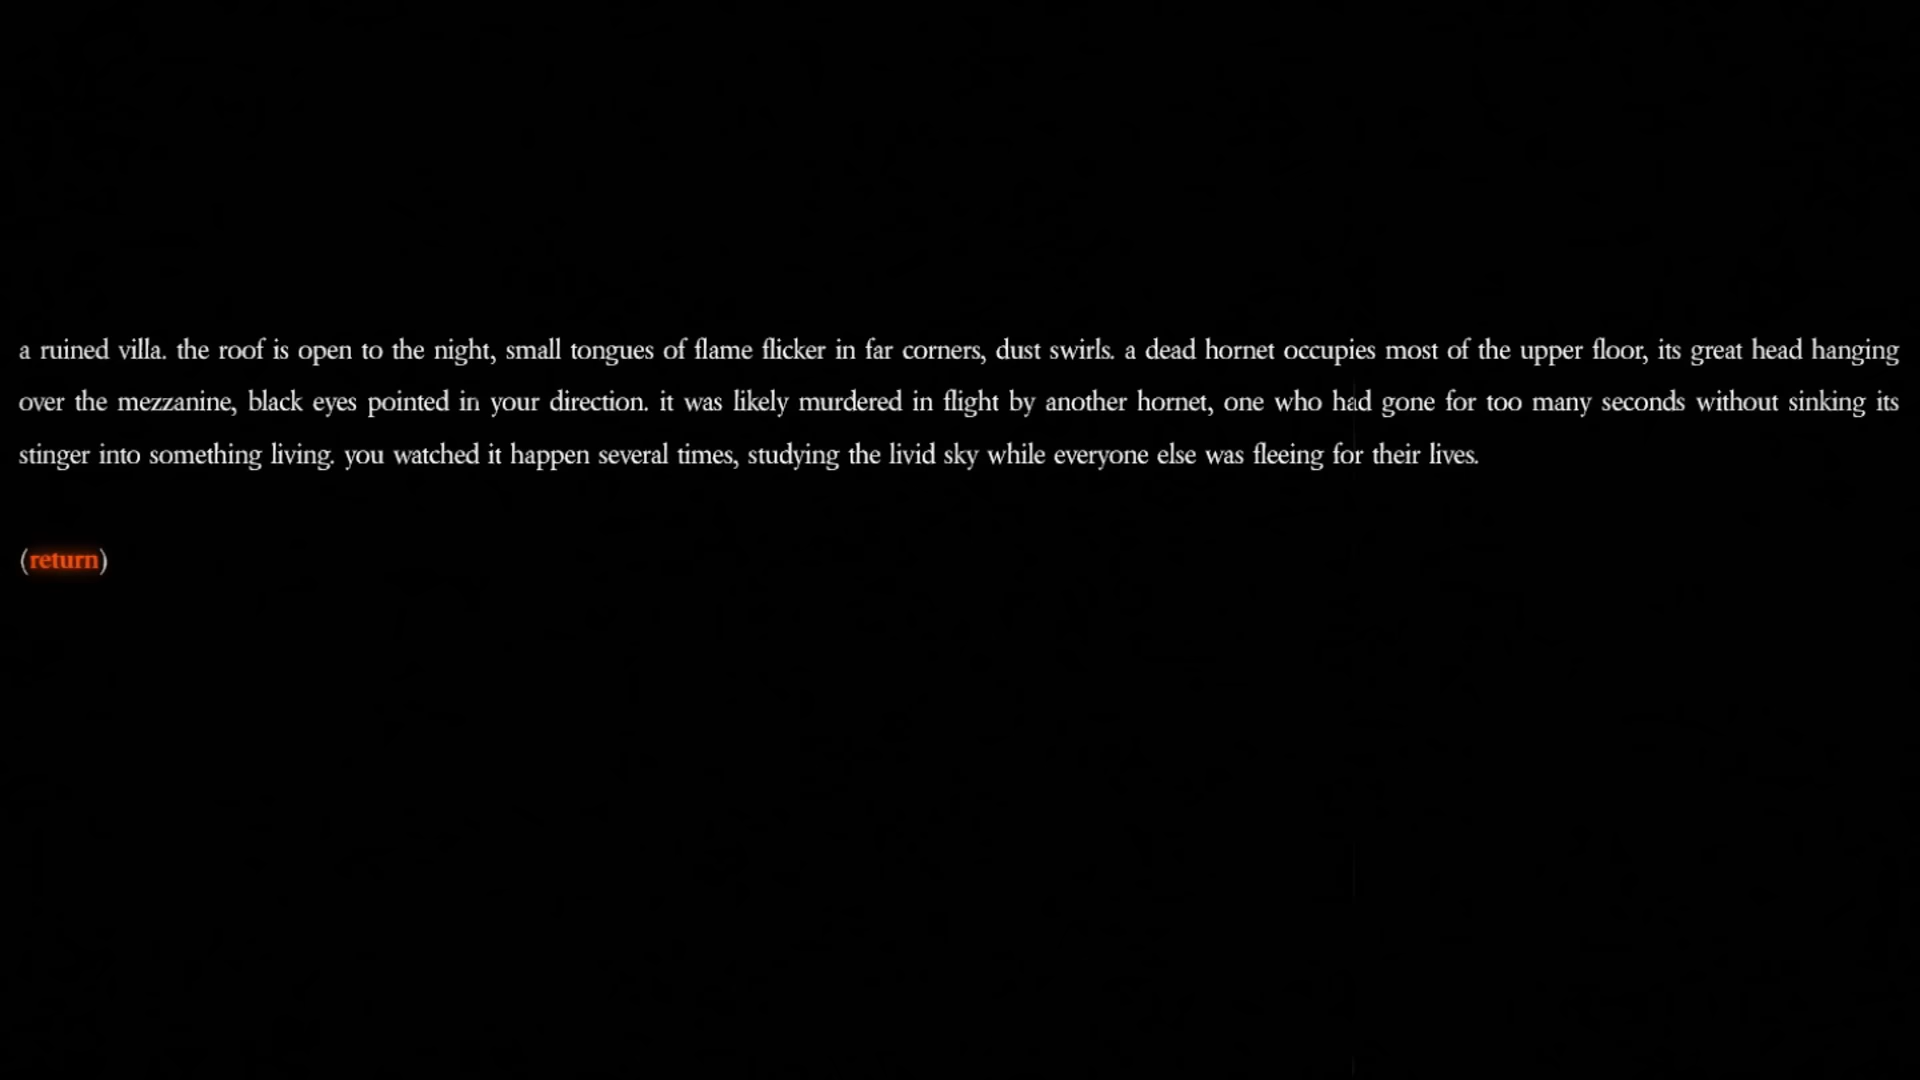 a ruined villa. the roof is open to the night, small tongues of flame flicker in far corners, dust swirls. a dead hornet occupies most of the upper floor, its great head hanging
over the mezzanine, black eyes pointed in your direction. it was likely murdered in flight by another hornet, one who had gone for too many seconds without sinking its
stinger into something living. you watched it happen several times, studying the livid sky while everyone else was fleeing for their lives.
(return)